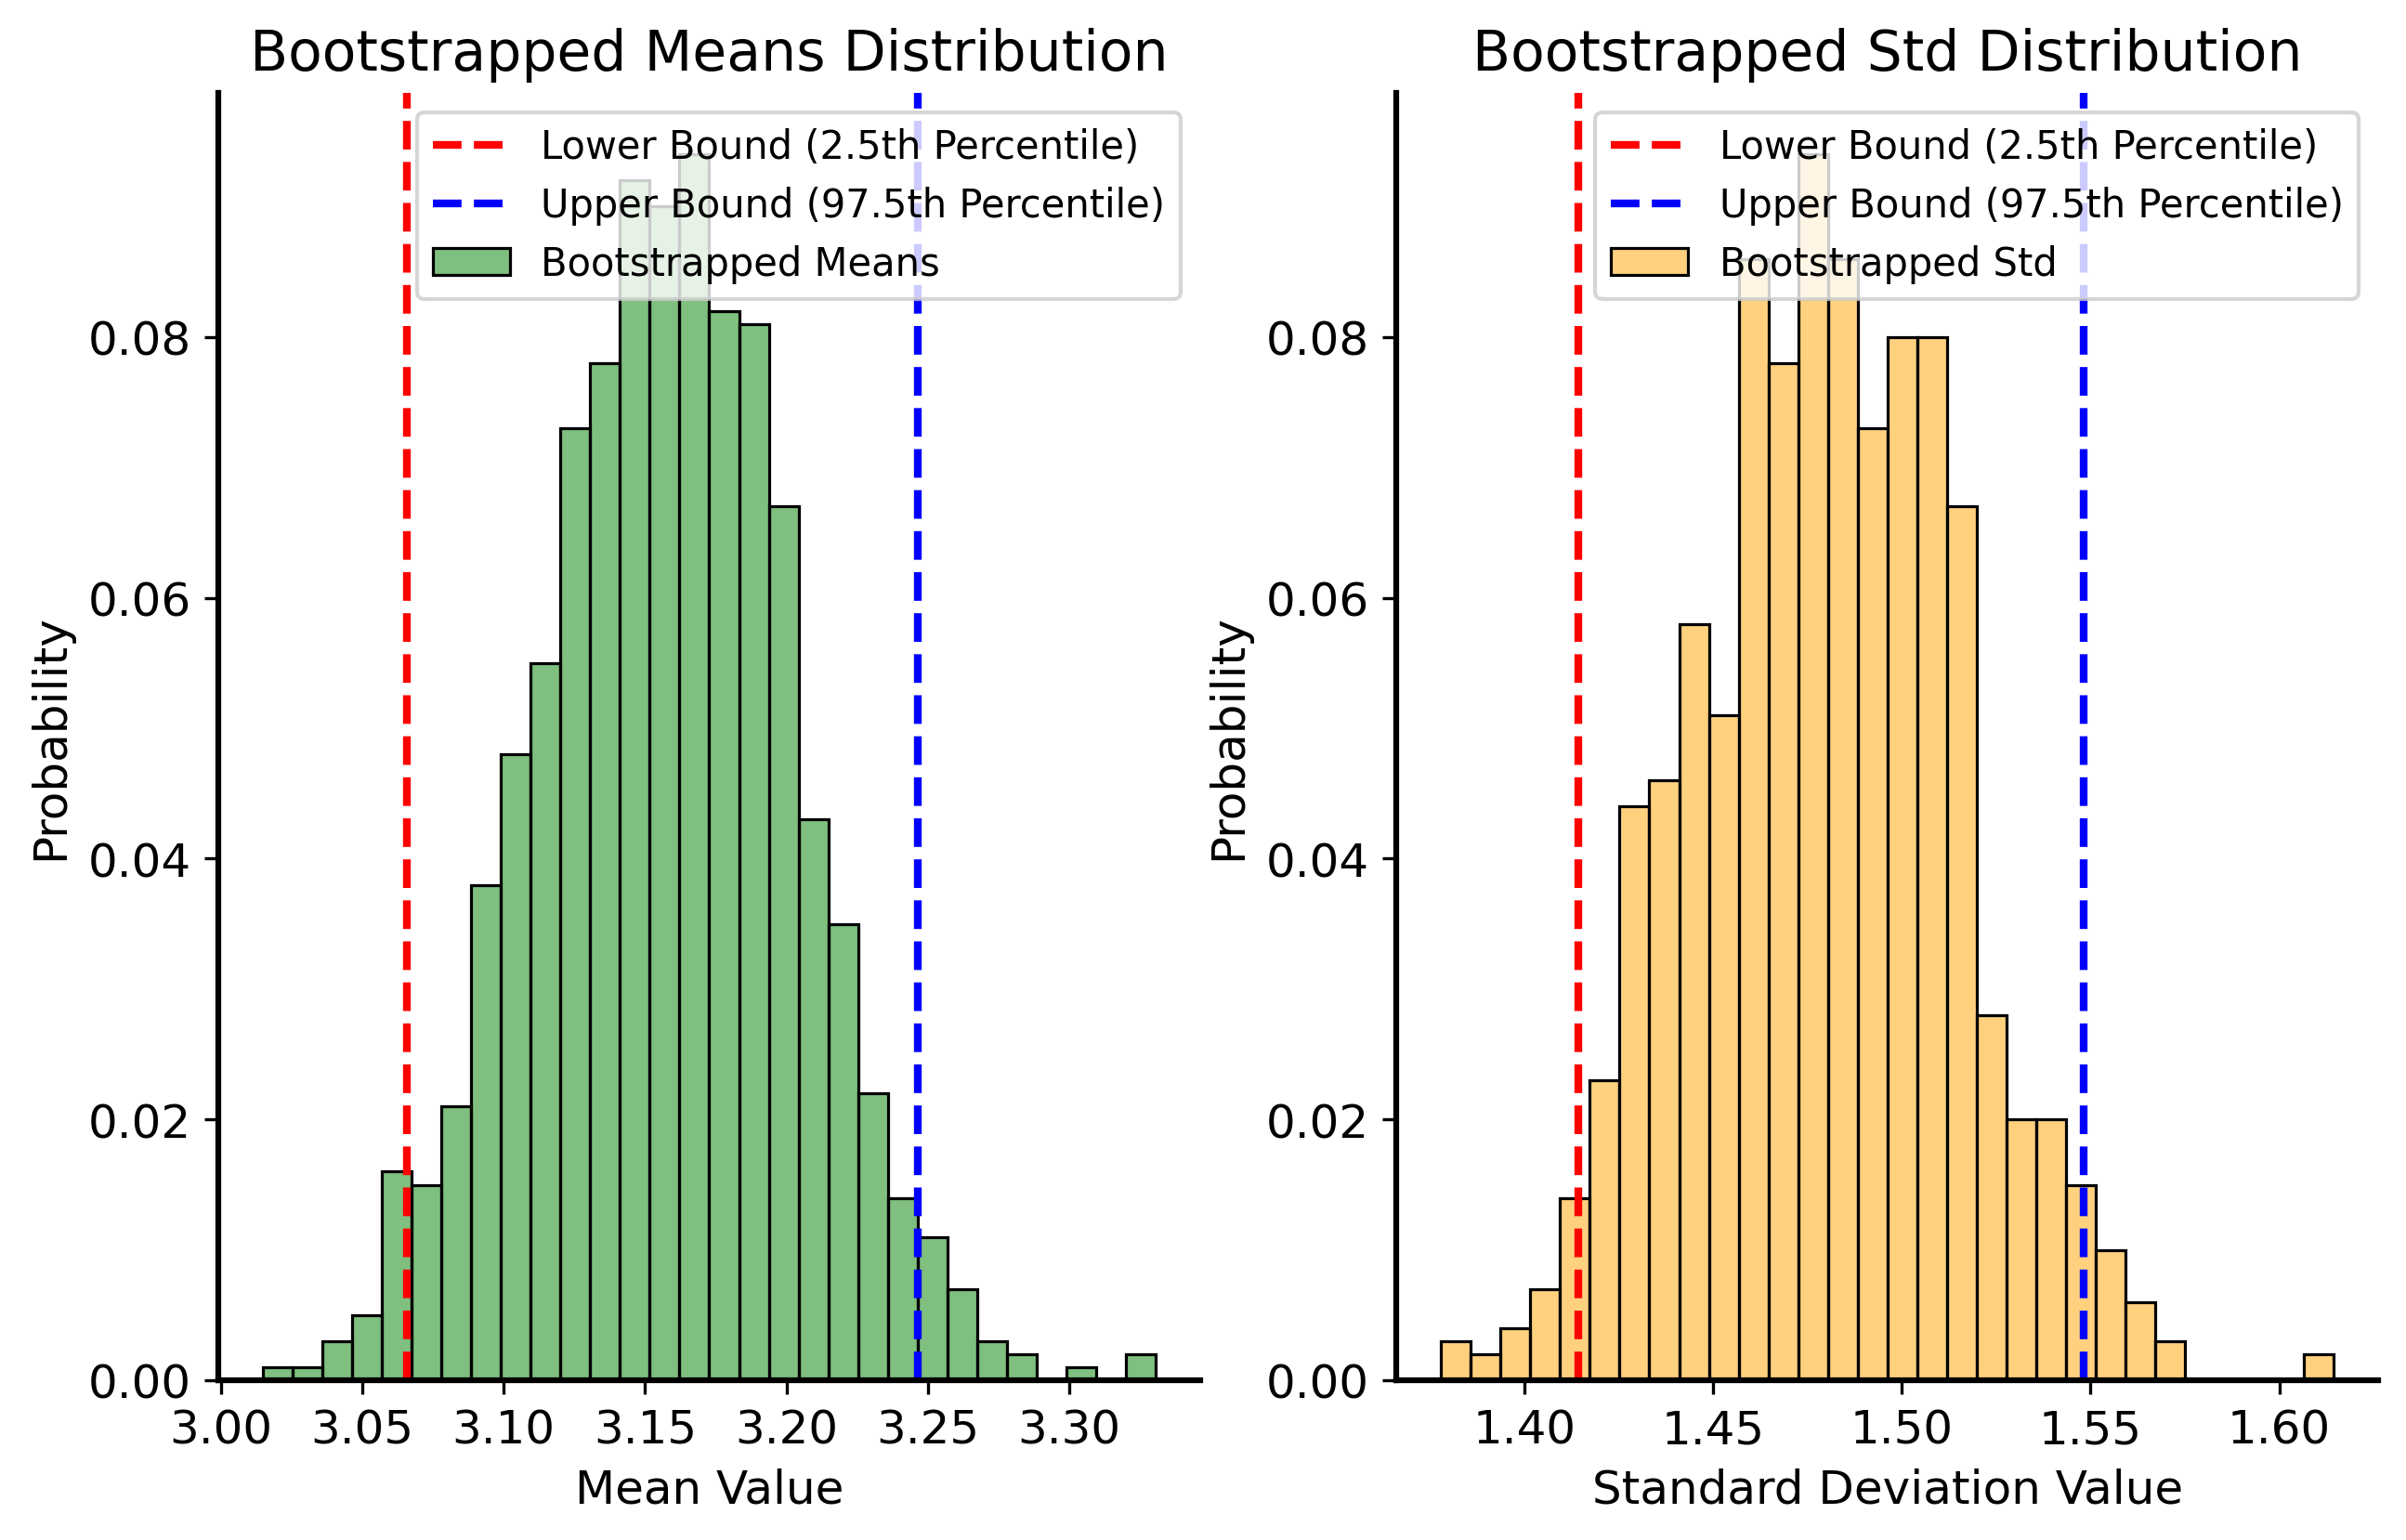 Bootstrapped Means Distribution
Lower Bound (2.5th Percentile)
Upper Bound (97.5th Percentile)
Bootstrapped Means
Probability
0.08
0.06
0.04
0.02
0.00
3.00 3.05 3.10 3.15 3.20 3.25 3.30
Mean Value
Bootstrapped Std Distribution
Lower Bound (2.5th Percentile)
Upper Bound (97.5th Percentile)
Bootstrapped Std
Probability
0.08
0.06
0.04
0.02
0.00
1.40 1.45 1.50 1.55 1.60
Standard Deviation Value